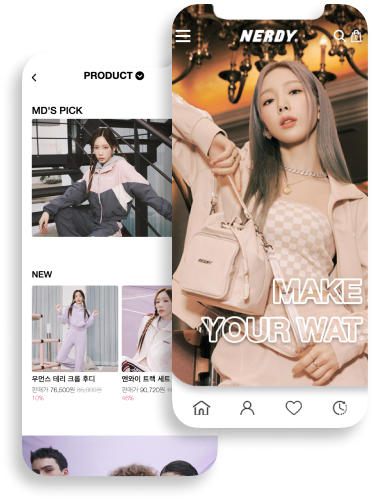 PRODUCT
MD'S PICK
NEW
우먼스 테리 크롭 후디
판매가 76,500원 85,000원
10%
앤와이 트랙 세트
판매가 90,720원
46%
NERDY
NERDY
MAKE
YOUR WAT